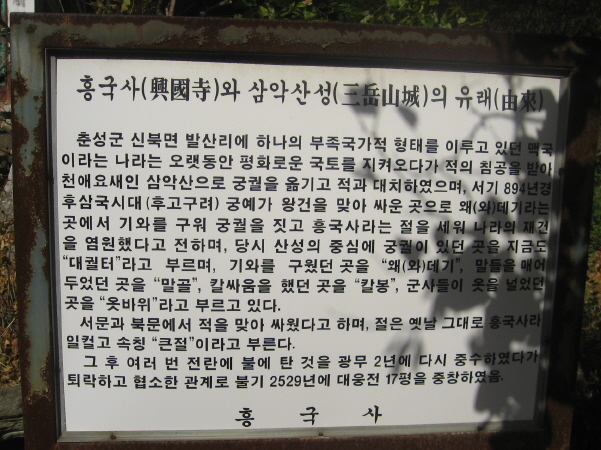 흥국사(興國寺)와 삼악산성(三岳山城)의 유래(由來)
춘성군 신북면 발산리에 하나의 부족국가적 형태를 이루고 있던 맥국
이라는 나라는 오랫동안 평화로운 국토를 지켜오다가 적의 침공을 받아
천애요새인 삼악산으로 궁궐을 옮기고 적과 대치하였으며, 서기 894년경
후삼국시대(후고구려) 궁예가 왕건을 맞아 싸운 곳으로 왜(와)데기라는
곳에서 기와를 구워 궁궐을 짓고 흥국사라는 절을 세워 나라의 재건
을 염원했다고 전하며, 당시 산성의 중심에 궁궐이 있던 곳을 지금도
“대궐터”라고 부르며, 기와를 구웠던 곳을 “왜(와)데기”, 말들을 매어
두었던 곳을 “말골”, 칼싸움을 했던 곳을 “칼봉”, 군사들이 옷을 널었던
곳을 “옷바위”라고 부르고 있다.
서문과 북문에서 적을 맞아 싸웠다고 하며, 절은 옛날 그대로 흥국사라
일컫고 속칭 “큰절”이라고 부른다.
그 후 여러 번 전란에 불에 탄 것을 광무 2년에 다시 중수하였다가
퇴락하고 협소한 관계로 불기 2529년에 대웅전 17평을 중창하였음.
흥 국 사